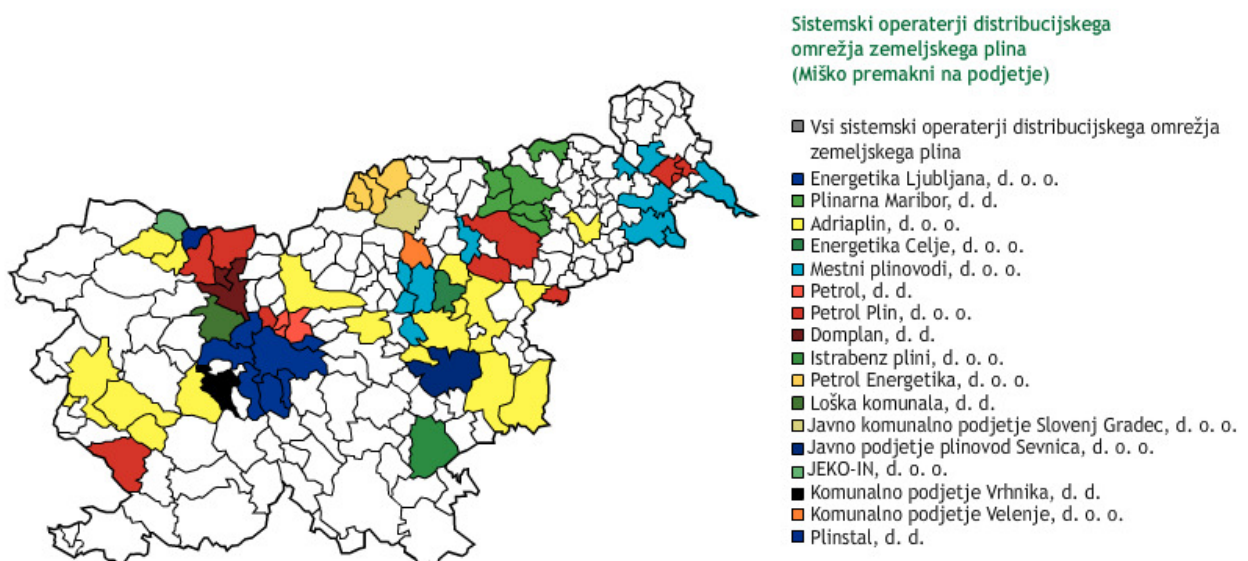 Sistemski operaterji distribucijskega
omrežja zemeljskega plina
(Miško premakni na podjetje)
Vsi sistemski operaterji distribucijskega omrežja
zemeljskega plina
Energetika Ljubljana, d. o. o.
Plinarna Maribor, d. d.
Adriaplin, d. o. o.
Energetika Celje, d. o. o.
Mestni plinovodi, d. o. o.
Petrol, d. d.
Petrol Plin, d. o. o.
Domplan, d. d.
Istrabenz plini, d. o. o.
Petrol Energetika, d. o. o.
Loška komunala, d. d.
Javno komunalno podjetje Slovenj Gradec, d. o. o.
Javno podjetje plinovod Sevnica, d. o. o.
JEKO-IN, d. o. o.
Komunalno podjetje Vrhnika, d. d.
Komunalno podjetje Velenje, d. o. o.
Plinstal, d. d.